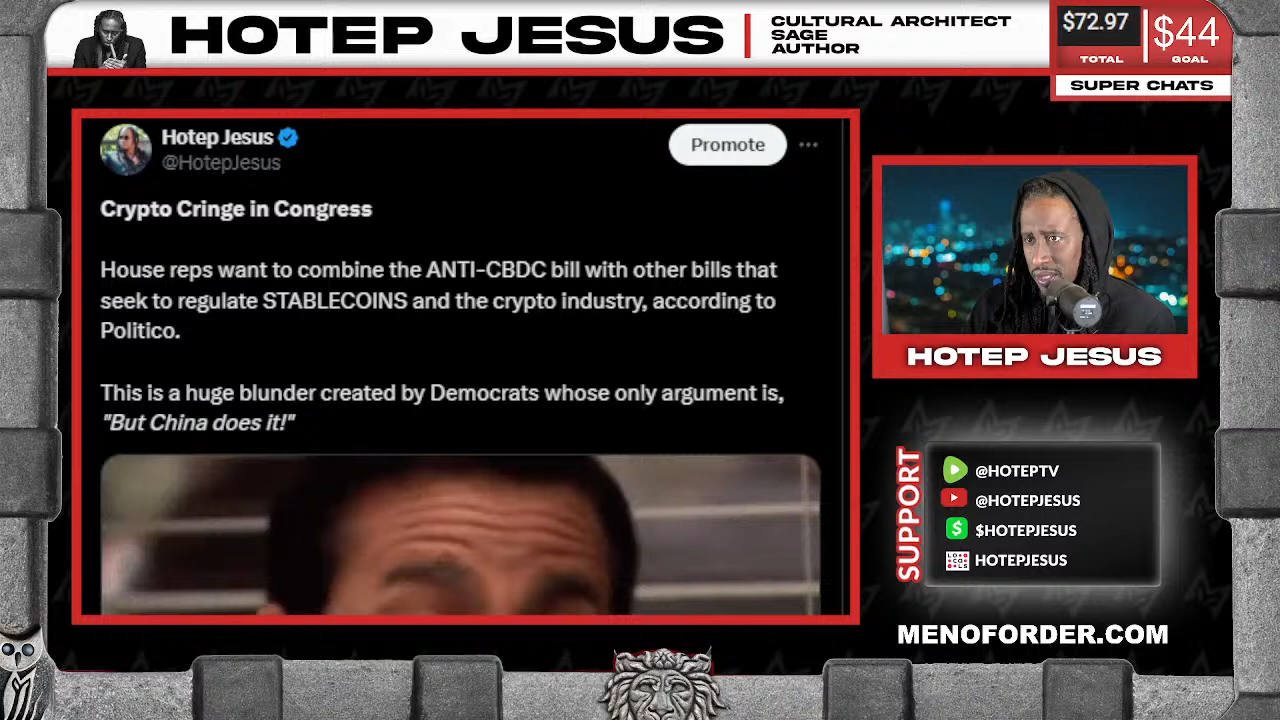 HOTEP JESUS
CULTURAL ARCHITECT
SAGE
AUTHOR
$72.97
TOTAL
$44
GOAL
SUPER CHATS
Hotep Jesus
@HotepJesus
Promote
Crypto Cringe in Congress
House reps want to combine the ANTI-CBDC bill with other bills that
seek to regulate STABLECOINS and the crypto industry, according to
Politico.
This is a huge blunder created by Democrats whose only argument is,
"But China does it!"
HOTEP JESUS
SUPPORT
@HOTEPTV
@HOTEPJESUS
$HOTEPJESUS
LOCALS
HOTEPJESUS
MENOFORDER.COM